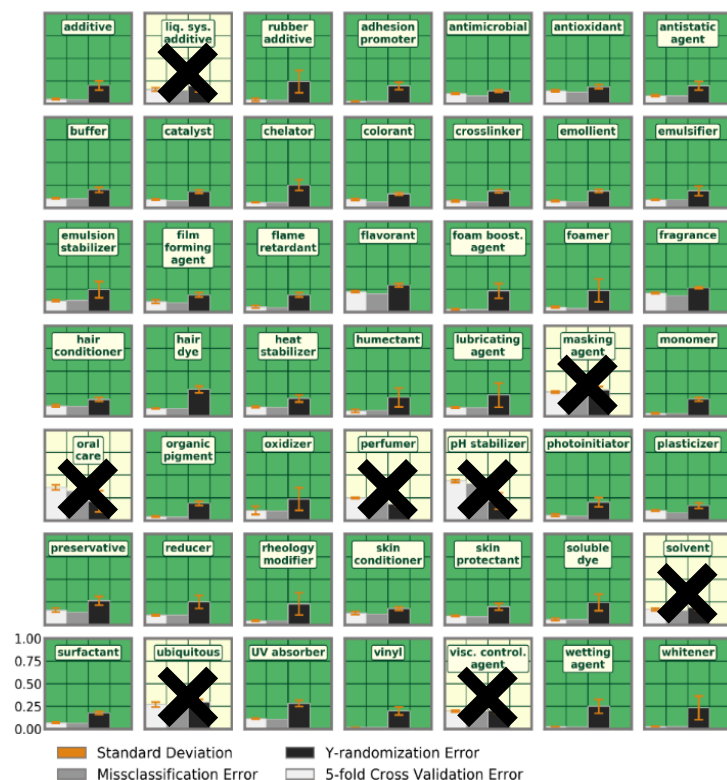 additive
liq. sys.
additive
rubber
additive
adhesion
promoter
antimicrobial
antioxidant
antistatic
agent
buffer
catalyst
chelator
colorant
crosslinker
emollient
emulsifier
emulsion
stabilizer
film
forming
agent
flame
retardant
flavorant
foam boost.
agent
foamer
fragrance
hair
conditioner
hair
dye
heat
stabilizer
humectant
lubricating
agent
masking
agent
monomer
oral
care
organic
pigment
oxidizer
perfumer
pH stabilizer
photoinitiator
plasticizer
preservative
reducer
rheology
modifier
skin
conditioner
skin
protectant
soluble
dye
solvent
1.00
0.75
0.50
0.25
0.00
surfactant
ubiquitous
UV absorber
vinyl
visc. control.
agent
wetting
agent
whitener
Standard Deviation
Y-randomization Error
Missclassification Error
5-fold Cross Validation Error